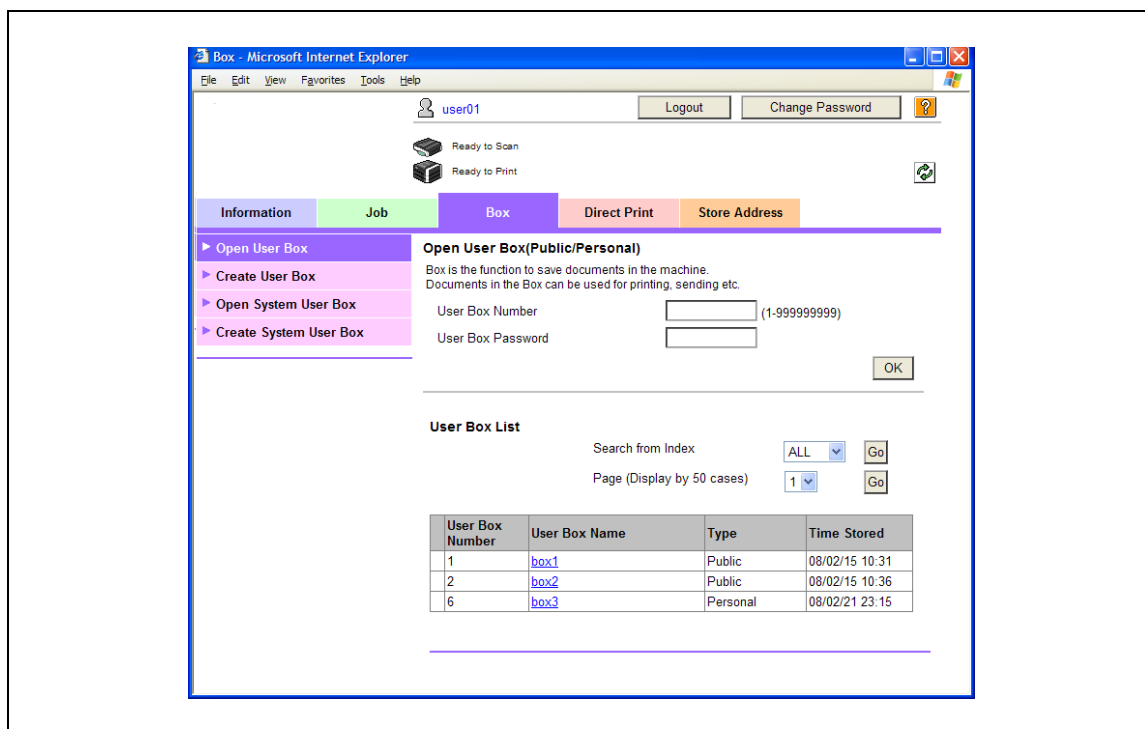 Box - Microsoft Internet Explorer
File Edit View Favorites Tools Help
user01 Logout Change Password ?
Ready to Scan
Ready to Print
Information Job Box Direct Print Store Address
Open User Box
Create User Box
Open System User Box
Create System User Box
Open User Box(Public/Personal)
Box is the function to save documents in the machine.
Documents in the Box can be used for printing, sending etc.
User Box Number (1-999999999)
User Box Password
OK
User Box List
Search from Index ALL Go
Page (Display by 50 cases) 1 Go
User Box Number User Box Name Type Time Stored
1 box1 Public 08/02/15 10:31
2 box2 Public 08/02/15 10:36
6 box3 Personal 08/02/21 23:15